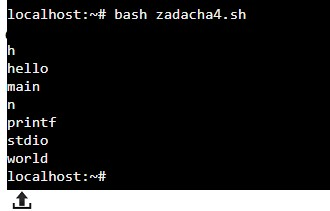 localhost:~# bash zadacha4.sh
h
hello
main
n
printf
stdio
world
localhost:~#